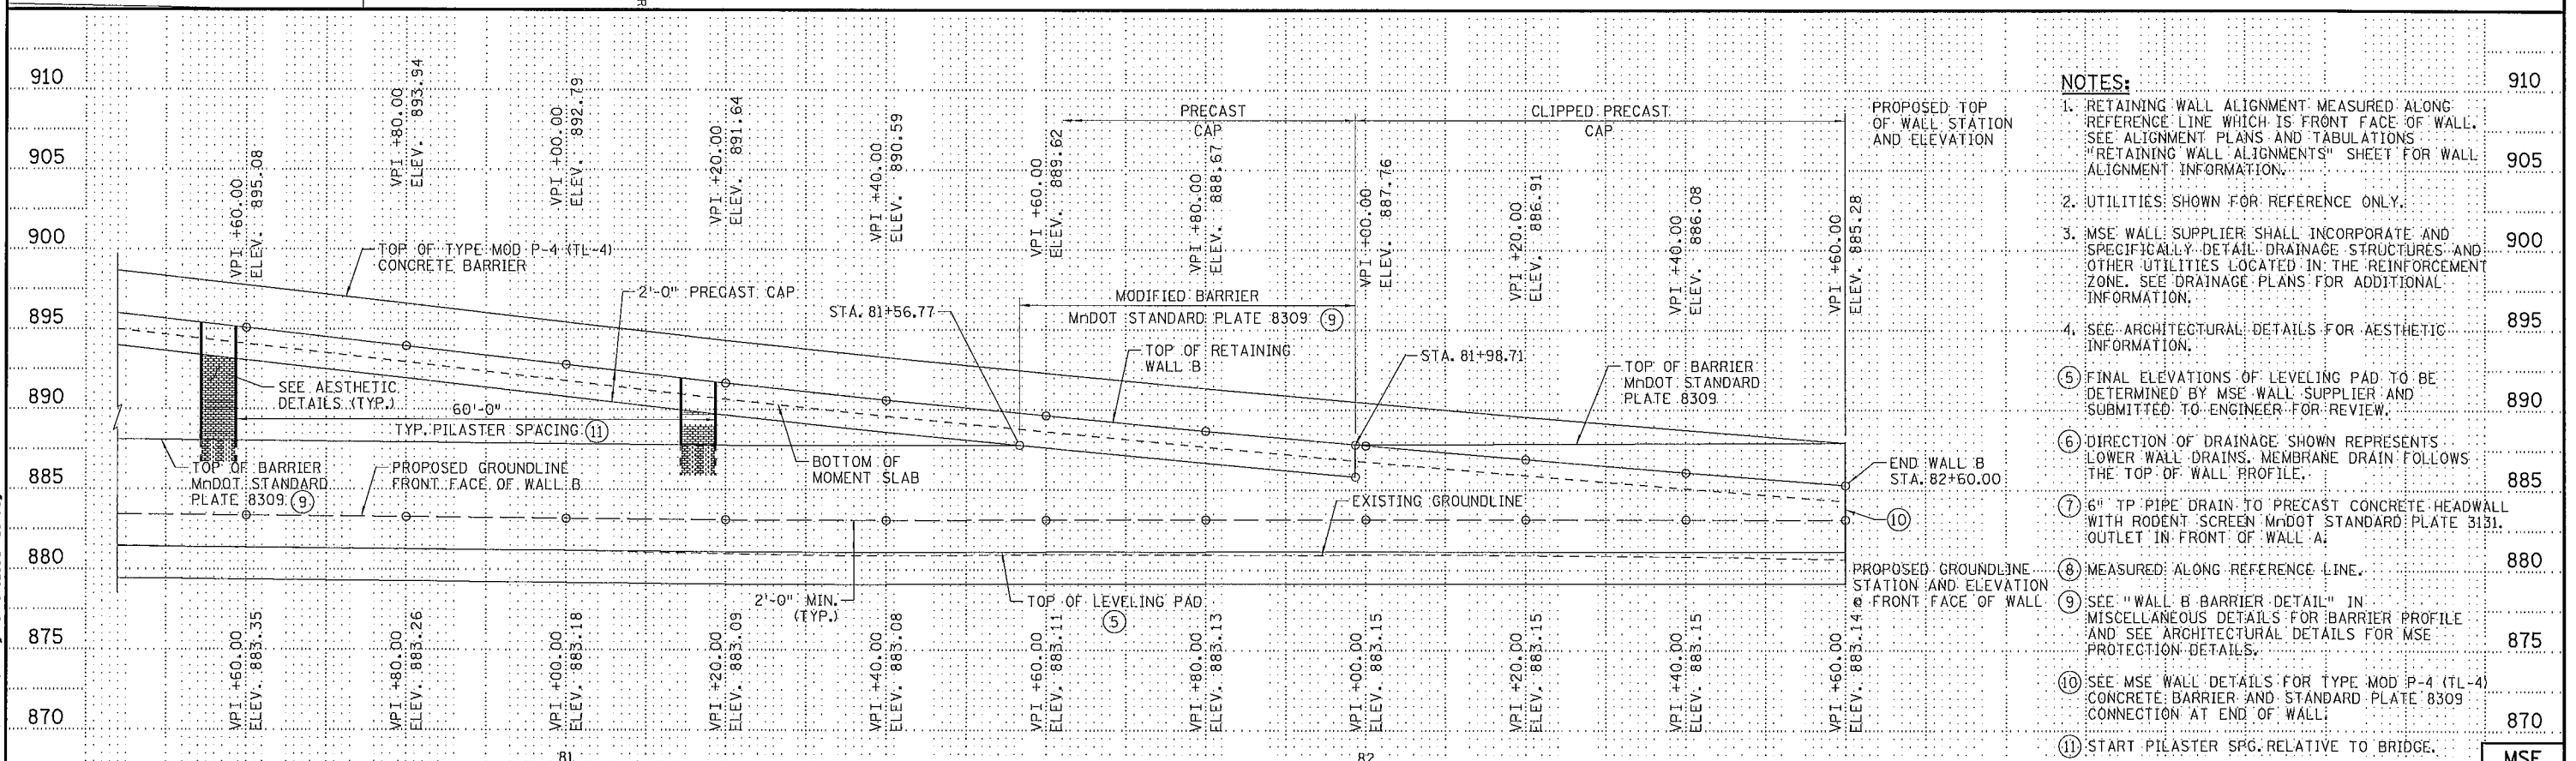 910
905
900
895
890
885
880
875
870
VPI +60.00
ELEV. 895.08
VPI +80.00
ELEV. 893.94
VPI +00.00
ELEV. 892.79
VPI +20.00
ELEV. 891.64
VPI +40.00
ELEV. 890.59
VPI +60.00
ELEV. 889.62
VPI +80.00
ELEV. 888.67
VPI +00.00
ELEV. 887.76
VPI +20.00
ELEV. 886.91
VPI +40.00
ELEV. 886.08
VPI +60.00
ELEV. 885.28
PRECAST
CAP
CLIPPED PRECAST
CAP
PROPOSED TOP
OF WALL STATION
AND ELEVATION
TOP OF TYPE MOD P-4 (TL-4)
CONCRETE BARRIER
2'-0" PRECAST CAP
MODIFIED BARRIER
MnDOT STANDARD PLATE 8309 9
STA. 81+56.77
TOP OF RETAINING
WALL B
STA. 81+98.71
TOP OF BARRIER
MnDOT STANDARD
PLATE 8309
SEE AESTHETIC
DETAILS (TYP.)
60'-0"
TYP. PILASTER SPACING 11
TOP OF BARRIER
MnDOT STANDARD
PLATE 8309 9
PROPOSED GROUNDLINE
FRONT FACE OF WALL B
BOTTOM OF
MOMENT SLAB
END WALL B
STA. 82+60.00
EXISTING GROUNDLINE
10
2'-0" MIN.
(TYP.)
TOP OF LEVELING PAD
5
PROPOSED GROUNDLINE
STATION AND ELEVATION
@ FRONT FACE OF WALL
VPI +60.00
ELEV. 883.35
VPI +80.00
ELEV. 883.26
VPI +00.00
ELEV. 883.18
VPI +20.00
ELEV. 883.09
VPI +40.00
ELEV. 883.08
VPI +60.00
ELEV. 883.11
VPI +80.00
ELEV. 883.13
VPI +00.00
ELEV. 883.15
VPI +20.00
ELEV. 883.15
VPI +40.00
ELEV. 883.15
VPI +60.00
ELEV. 883.14
81
82
NOTES:
1. RETAINING WALL ALIGNMENT MEASURED ALONG
REFERENCE LINE WHICH IS FRONT FACE OF WALL.
SEE ALIGNMENT PLANS AND TABULATIONS
"RETAINING WALL ALIGNMENTS" SHEET FOR WALL
ALIGNMENT INFORMATION.
2. UTILITIES SHOWN FOR REFERENCE ONLY.
3. MSE WALL SUPPLIER SHALL INCORPORATE AND
SPECIFICALLY DETAIL DRAINAGE STRUCTURES AND
OTHER UTILITIES LOCATED IN THE REINFORCEMENT
ZONE. SEE DRAINAGE PLANS FOR ADDITIONAL
INFORMATION.
4. SEE ARCHITECTURAL DETAILS FOR AESTHETIC
INFORMATION.
5 FINAL ELEVATIONS OF LEVELING PAD TO BE
DETERMINED BY MSE WALL SUPPLIER AND
SUBMITTED TO ENGINEER FOR REVIEW.
6 DIRECTION OF DRAINAGE SHOWN REPRESENTS
LOWER WALL DRAINS. MEMBRANE DRAIN FOLLOWS
THE TOP OF WALL PROFILE.
7 6" TP PIPE DRAIN TO PRECAST CONCRETE HEADWALL
WITH RODENT SCREEN MnDOT STANDARD PLATE 3131.
OUTLET IN FRONT OF WALL A.
8 MEASURED ALONG REFERENCE LINE.
9 SEE "WALL B BARRIER DETAIL" IN
MISCELLANEOUS DETAILS FOR BARRIER PROFILE
AND SEE ARCHITECTURAL DETAILS FOR MSE
PROTECTION DETAILS.
10 SEE MSE WALL DETAILS FOR TYPE MOD P-4 (TL-4)
CONCRETE BARRIER AND STANDARD PLATE 8309
CONNECTION AT END OF WALL.
11 START PILASTER SPG. RELATIVE TO BRIDGE.
910
905
900
895
890
885
880
875
870
MSE